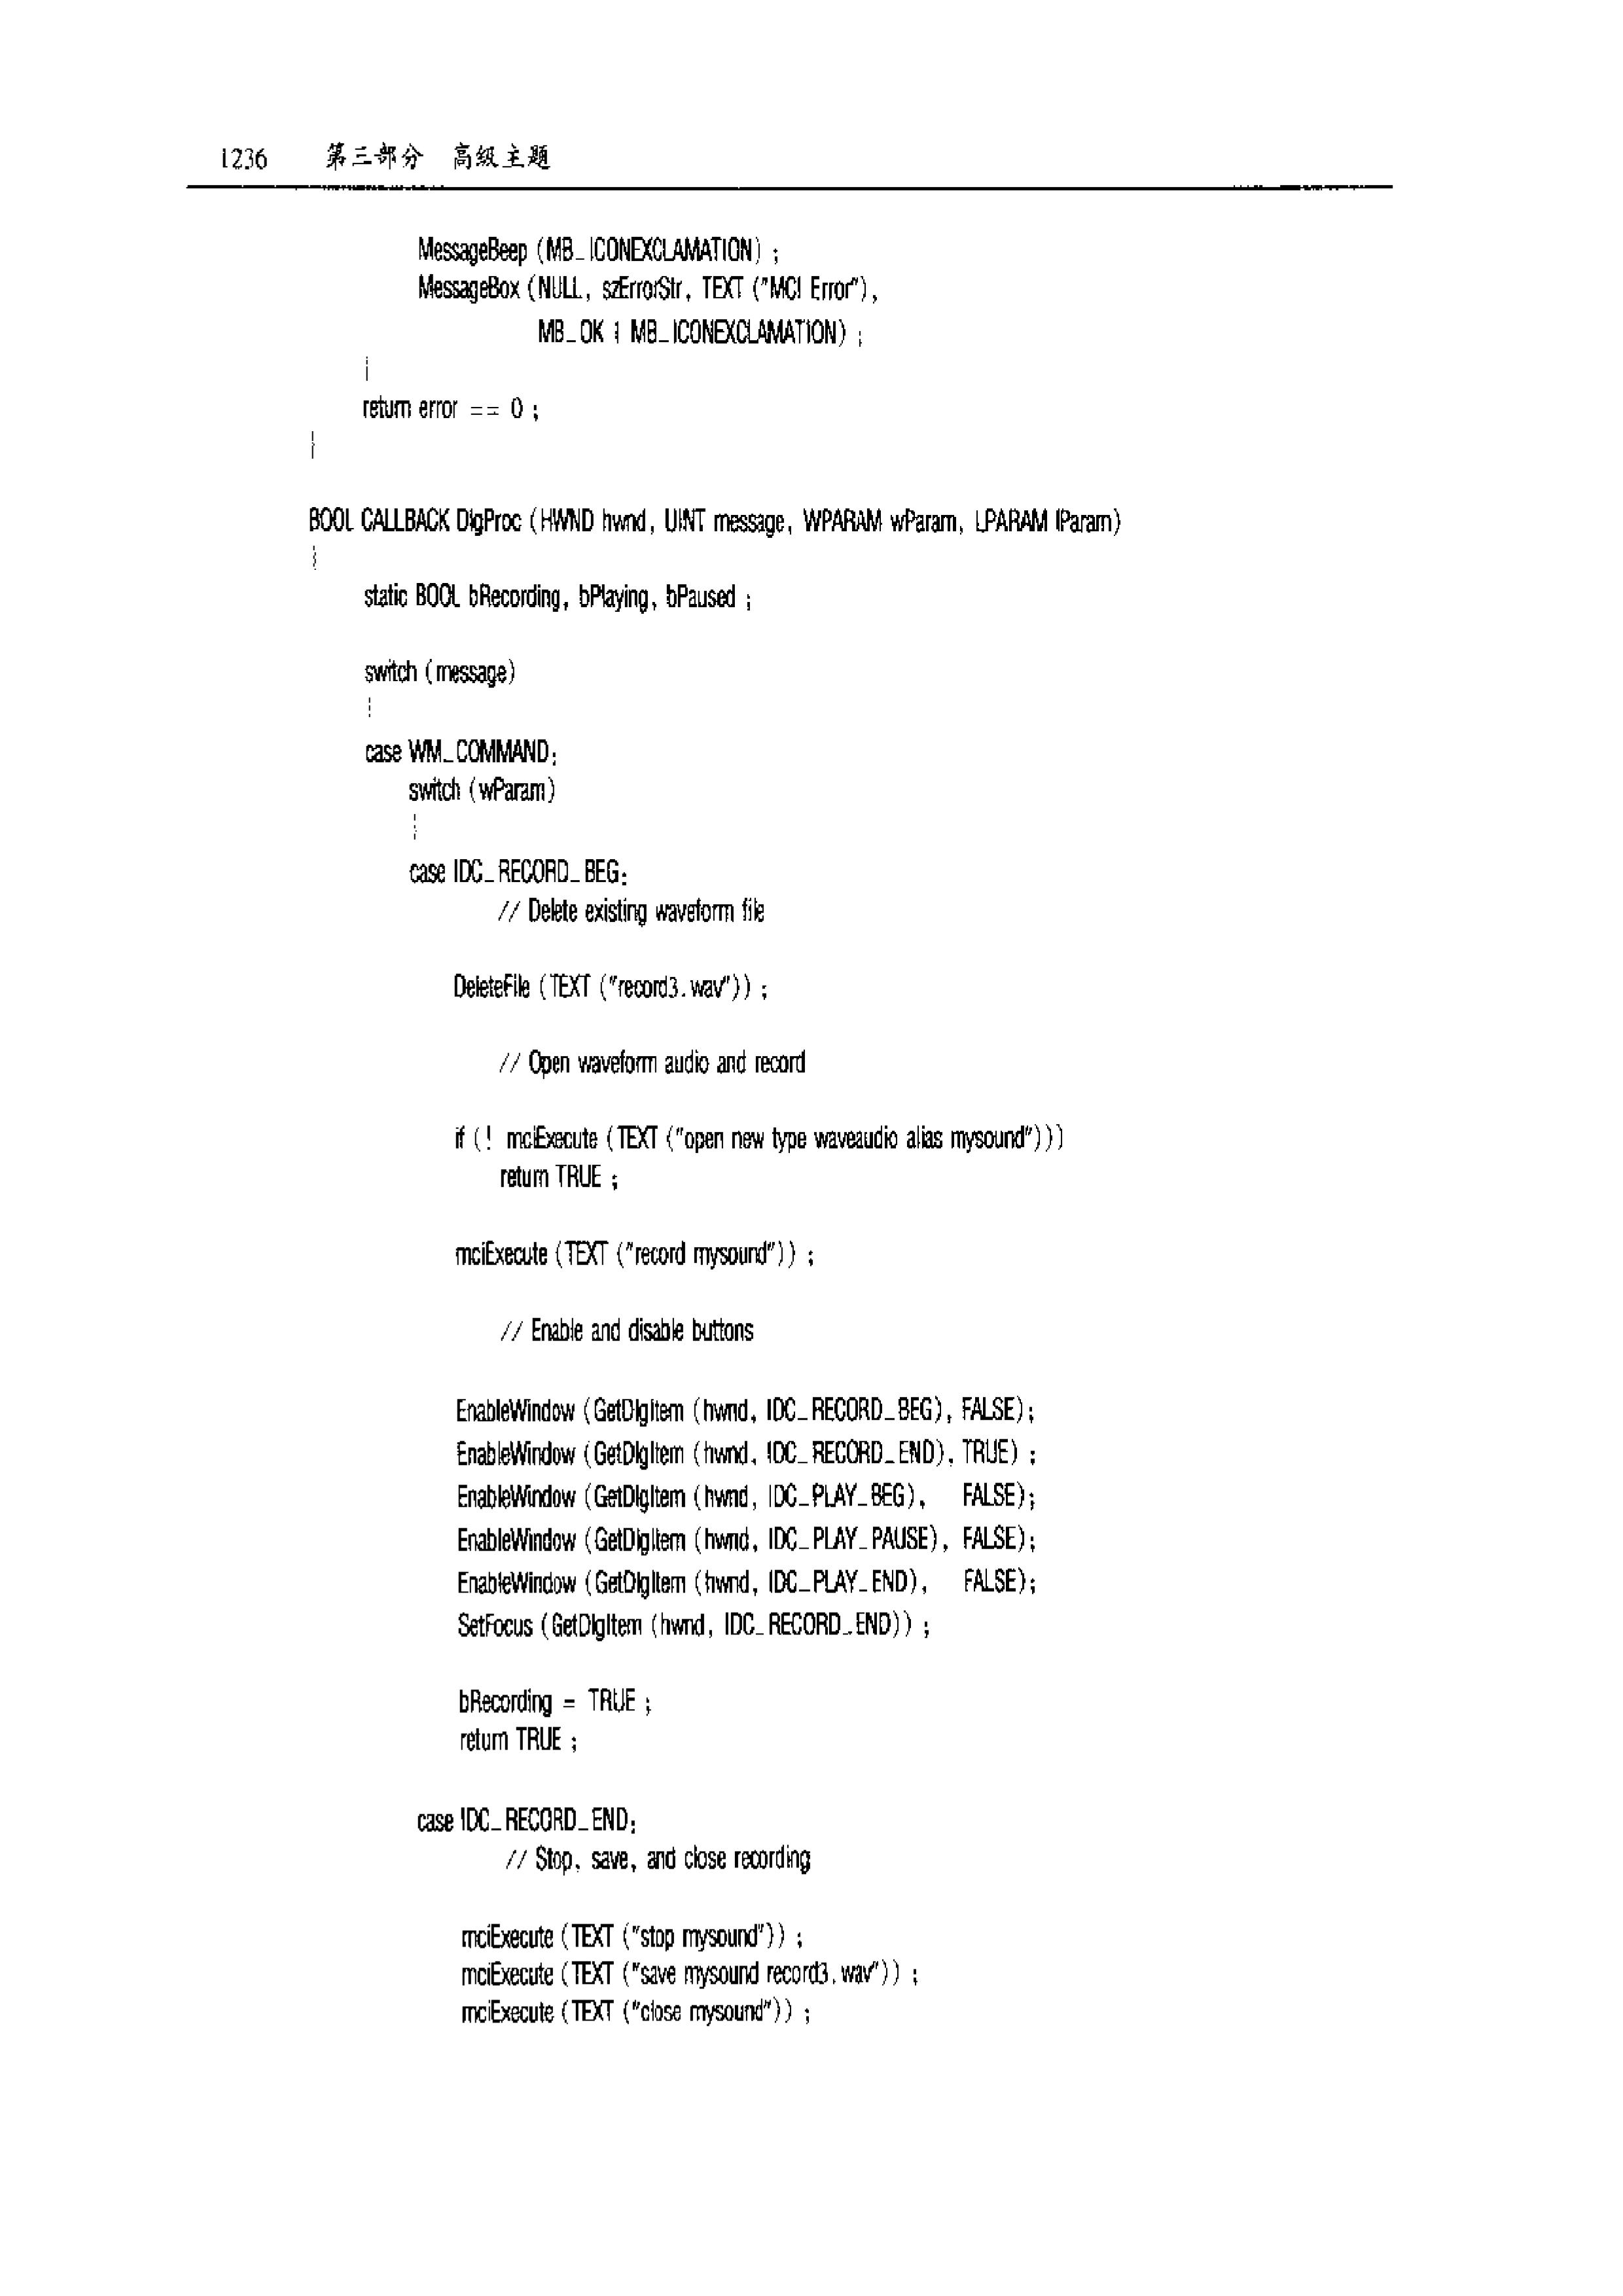 1236 第三部分 高级主题
MessageBeep (MB_ICONEXCLAMATION) ;
MessageBox (NULL, szErrorStr, TEXT ("MCI Error"),
MB_OK | MB_ICONEXCLAMATION) ;
}
return error == 0 ;
}
BOOL CALLBACK DlgProc (HWND hwnd, UINT message, WPARAM wParam, LPARAM lParam)
{
static BOOL bRecording, bPlaying, bPaused ;
switch (message)
{
case WM_COMMAND:
switch (wParam)
{
case IDC_RECORD_BEG:
// Delete existing waveform file
DeleteFile (TEXT ("record3.wav")) ;
// Open waveform audio and record
if (! mciExecute (TEXT ("open new type waveaudio alias mysound")))
return TRUE ;
mciExecute (TEXT ("record mysound")) ;
// Enable and disable buttons
EnableWindow (GetDlgItem (hwnd, IDC_RECORD_BEG), FALSE);
EnableWindow (GetDlgItem (hwnd, IDC_RECORD_END), TRUE) ;
EnableWindow (GetDlgItem (hwnd, IDC_PLAY_BEG), FALSE);
EnableWindow (GetDlgItem (hwnd, IDC_PLAY_PAUSE), FALSE);
EnableWindow (GetDlgItem (hwnd, IDC_PLAY_END), FALSE);
SetFocus (GetDlgItem (hwnd, IDC_RECORD_END)) ;
bRecording = TRUE ;
return TRUE ;
case IDC_RECORD_END:
// Stop, save, and close recording
mciExecute (TEXT ("stop mysound")) ;
mciExecute (TEXT ("save mysound record3.wav")) ;
mciExecute (TEXT ("close mysound")) ;